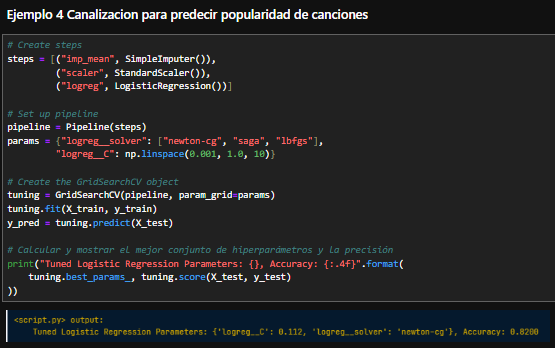 Ejemplo 4 Canalizacion para predecir popularidad de canciones
# Create steps
steps = [("imp_mean", SimpleImputer()),
         ("scaler", StandardScaler()),
         ("logreg", LogisticRegression())]
# Set up pipeline
pipeline = Pipeline(steps)
params = {"logreg__solver": ["newton-cg", "saga", "lbfgs"],
         "logreg__C": np.linspace(0.001, 1.0, 10)}
# Create the GridSearchCV object
tuning = GridSearchCV(pipeline, param_grid=params)
tuning.fit(X_train, y_train)
y_pred = tuning.predict(X_test)
# Calcular y mostrar el mejor conjunto de hiperparámetros y la precisión
print("Tuned Logistic Regression Parameters: {}, Accuracy: {:.4f}".format(
    tuning.best_params_, tuning.score(X_test, y_test)
))
<script.py> output:
    Tuned Logistic Regression Parameters: {'logreg__C': 0.112, 'logreg__solver': 'newton-cg'}, Accuracy: 0.8200